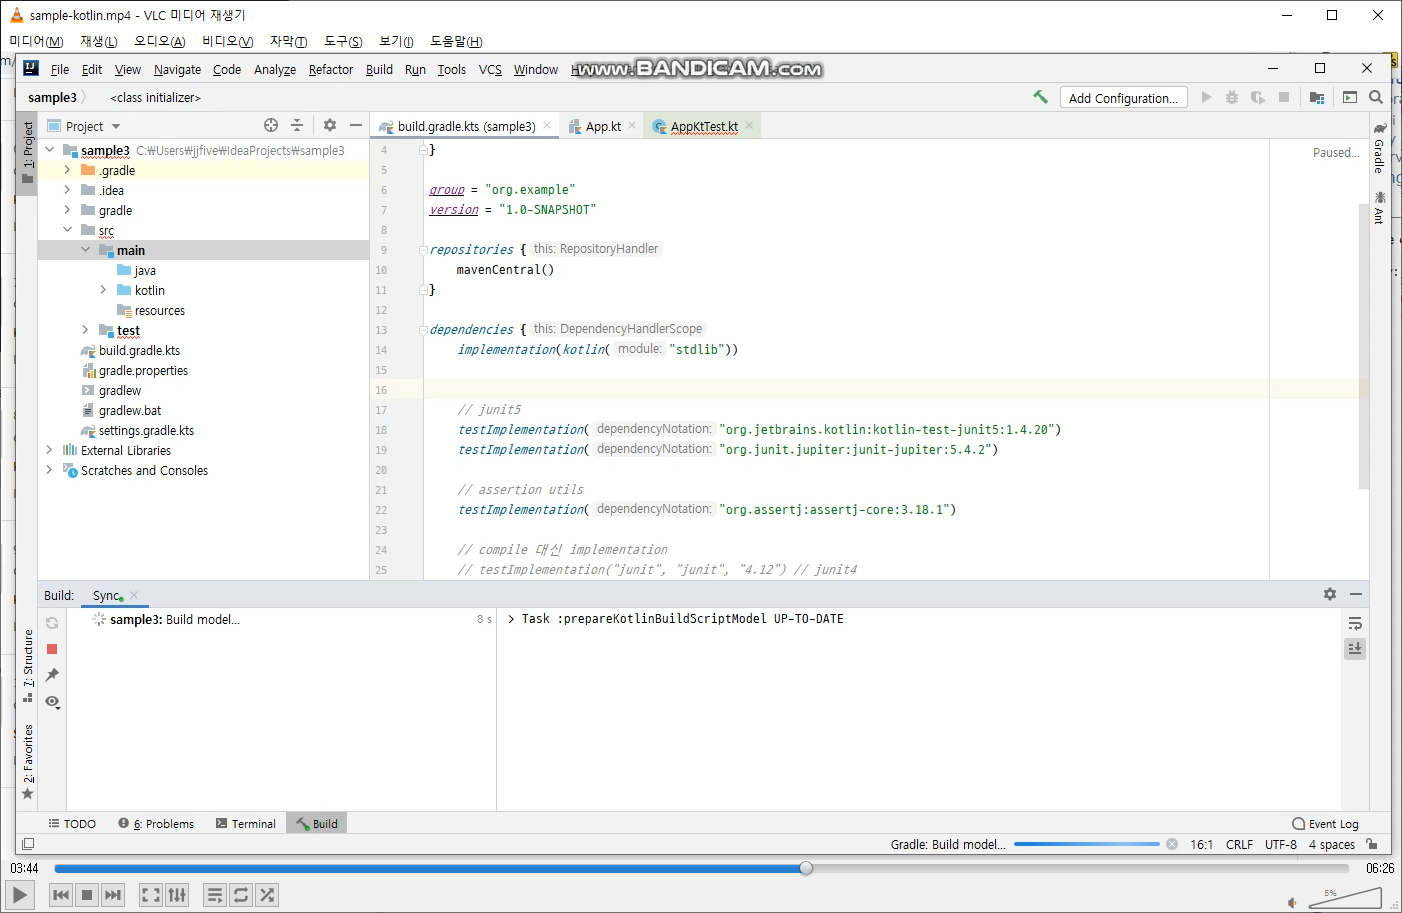 sample-kotlin.mp4 - VLC 미디어 재생기
미디어(M) 재생(L) 오디오(A) 비디오(V) 자막(T) 도구(S) 보기(I) 도움말(H)
File Edit View Navigate Code Analyze Refactor Build Run Tools VCS Window
www.BANDICAM.com
sample3 <class initializer>
Add Configuration...
1: Project
Project
build.gradle.kts (sample3)
App.kt
AppKtTest.kt
Gradle
Ant
sample3 C:₩Users₩jjfive₩IdeaProjects₩sample3
.gradle
.idea
gradle
src
main
java
kotlin
resources
test
build.gradle.kts
gradle.properties
gradlew
gradlew.bat
settings.gradle.kts
External Libraries
Scratches and Consoles
Paused...
4 }
5
6 group = "org.example"
7 version = "1.0-SNAPSHOT"
8
9 repositories { this: RepositoryHandler
10 mavenCentral()
11 }
12
13 dependencies { this: DependencyHandlerScope
14 implementation(kotlin( module: "stdlib"))
15
16
17 // junit5
18 testImplementation( dependencyNotation: "org.jetbrains.kotlin:kotlin-test-junit5:1.4.20")
19 testImplementation( dependencyNotation: "org.junit.jupiter:junit-jupiter:5.4.2")
20
21 // assertion utils
22 testImplementation( dependencyNotation: "org.assertj:assertj-core:3.18.1")
23
24 // compile 대신 implementation
25 // testImplementation("junit", "junit", "4.12") // junit4
Build: Sync
sample3: Build model... 8 s
> Task :prepareKotlinBuildScriptModel UP-TO-DATE
7: Structure
2: Favorites
TODO 6: Problems Terminal Build Event Log
Gradle: Build model... 16:1 CRLF UTF-8 4 spaces
03:44 06:26
5%